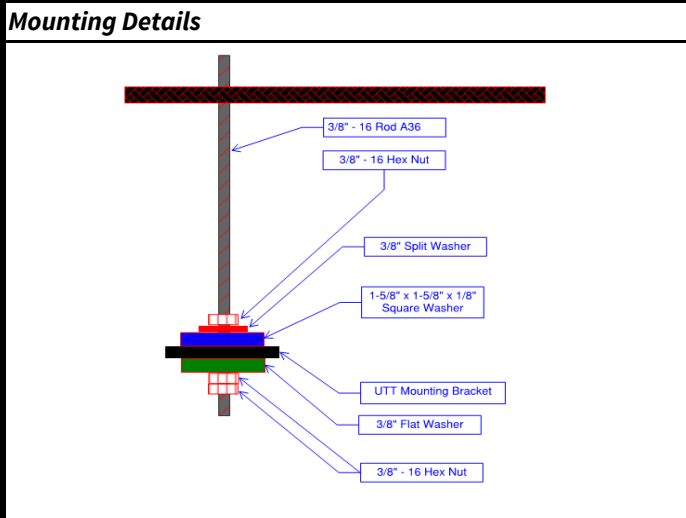 Mounting Details
3/8" - 16 Rod A36
3/8" - 16 Hex Nut
3/8" Split Washer
1-5/8" x 1-5/8" x 1/8"
Square Washer
UTT Mounting Bracket
3/8" Flat Washer
3/8" - 16 Hex Nut